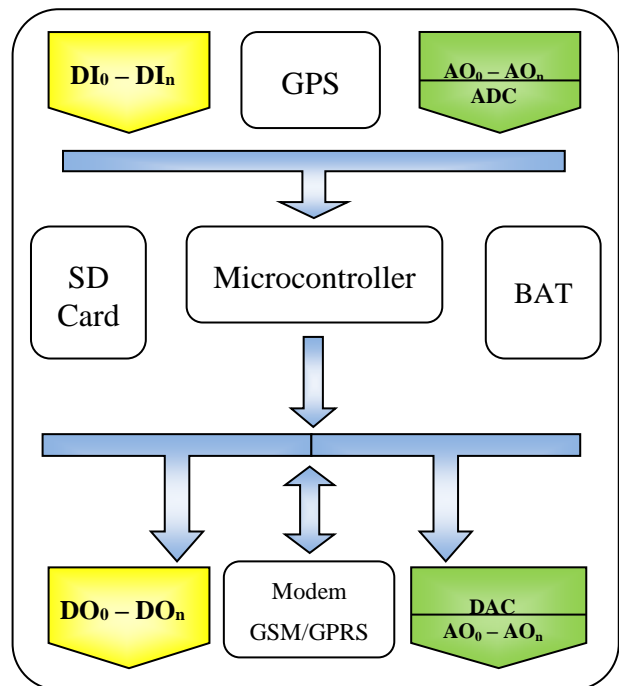 DI₀ – DIₙ
GPS
AO₀ – AOₙ
ADC
SD
Card
Microcontroller
BAT
DO₀ – DOₙ
Modem
GSM/GPRS
DAC
AO₀ – AOₙ